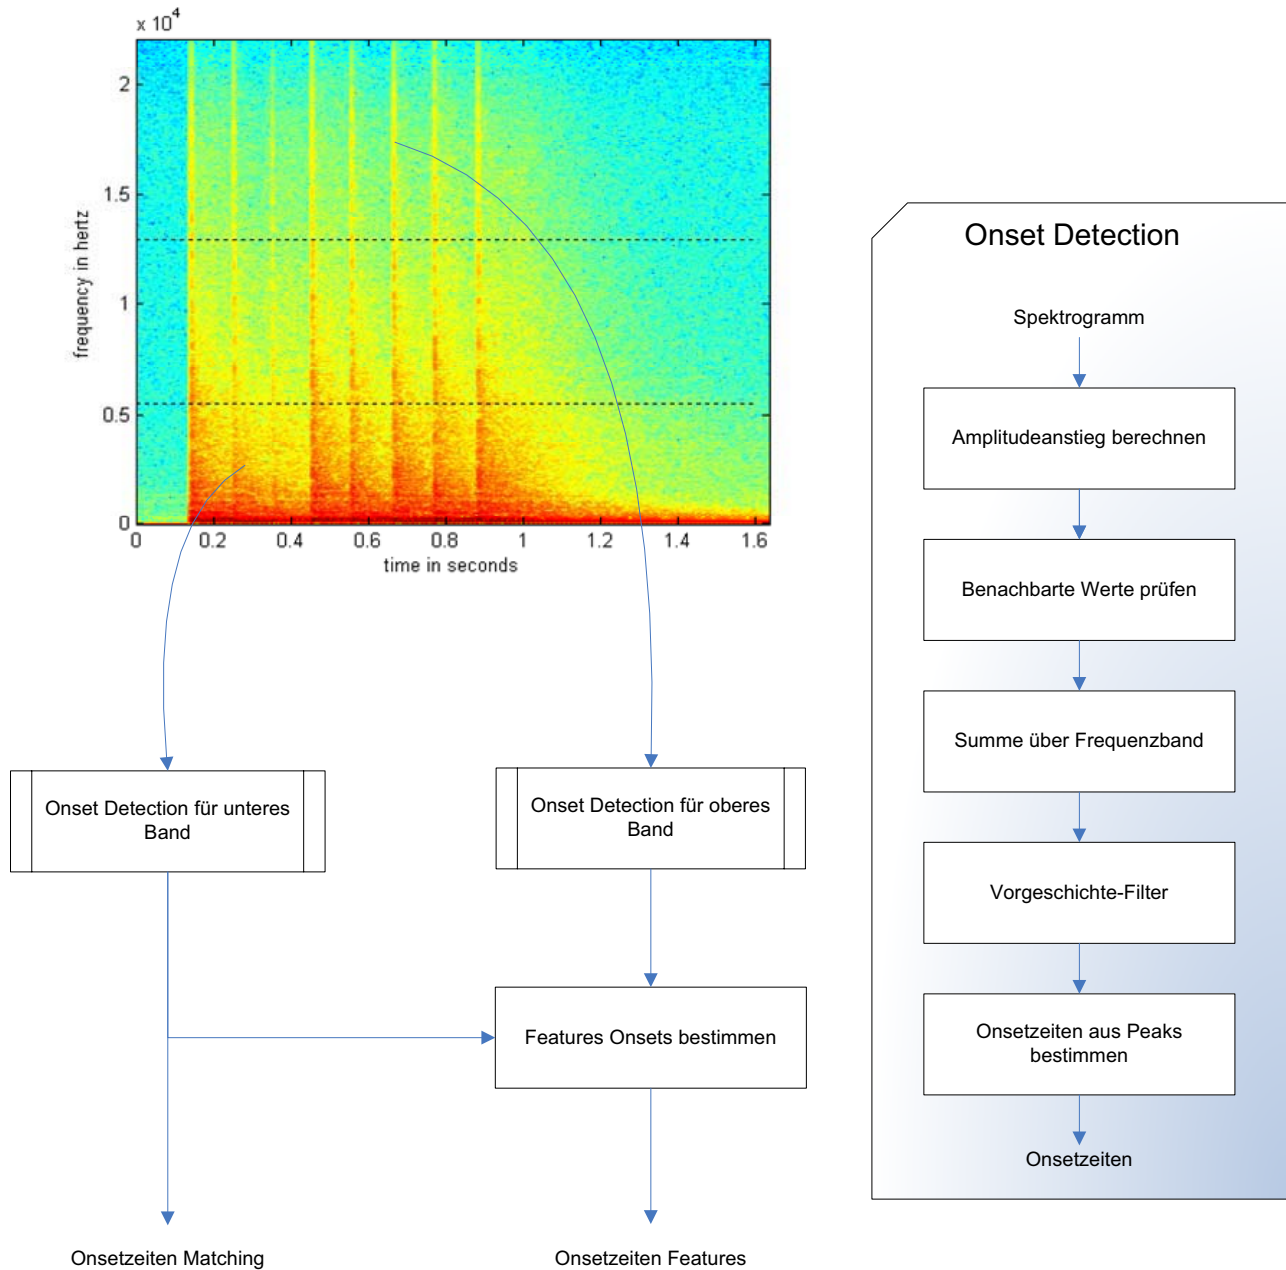 x 10^4
2
1.5
1
0.5
0
frequency in hertz
0 0.2 0.4 0.6 0.8 1 1.2 1.4 1.6
time in seconds
Onset Detection für unteres
Band
Onset Detection für oberes
Band
Features Onsets bestimmen
Onsetzeiten Matching
Onsetzeiten Features
Onset Detection
Spektrogramm
Amplitudeanstieg berechnen
Benachbarte Werte prüfen
Summe über Frequenzband
Vorgeschichte-Filter
Onsetzeiten aus Peaks
bestimmen
Onsetzeiten